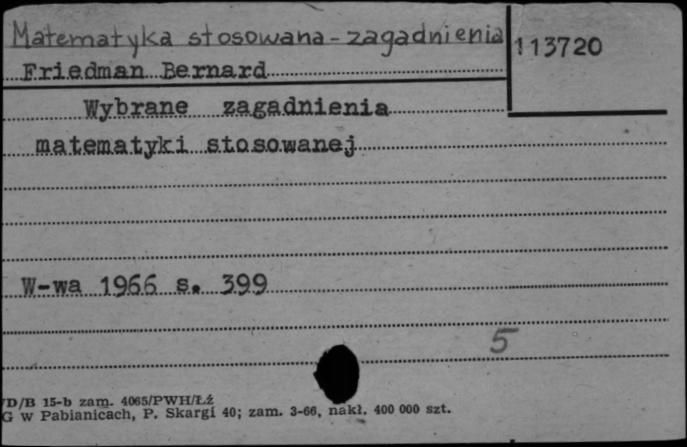 Matematyka stosowana - zagadnienia
113720
Friedman Bernard
Wybrane zagadnienia
matematyki stosowanej
W-wa 1966 s. 399
5
D/B 15-b zam. 4065/PWH/Łź
G w Pabianicach, P. Skargi 40; zam. 3-66, nakł. 400 000 szt.